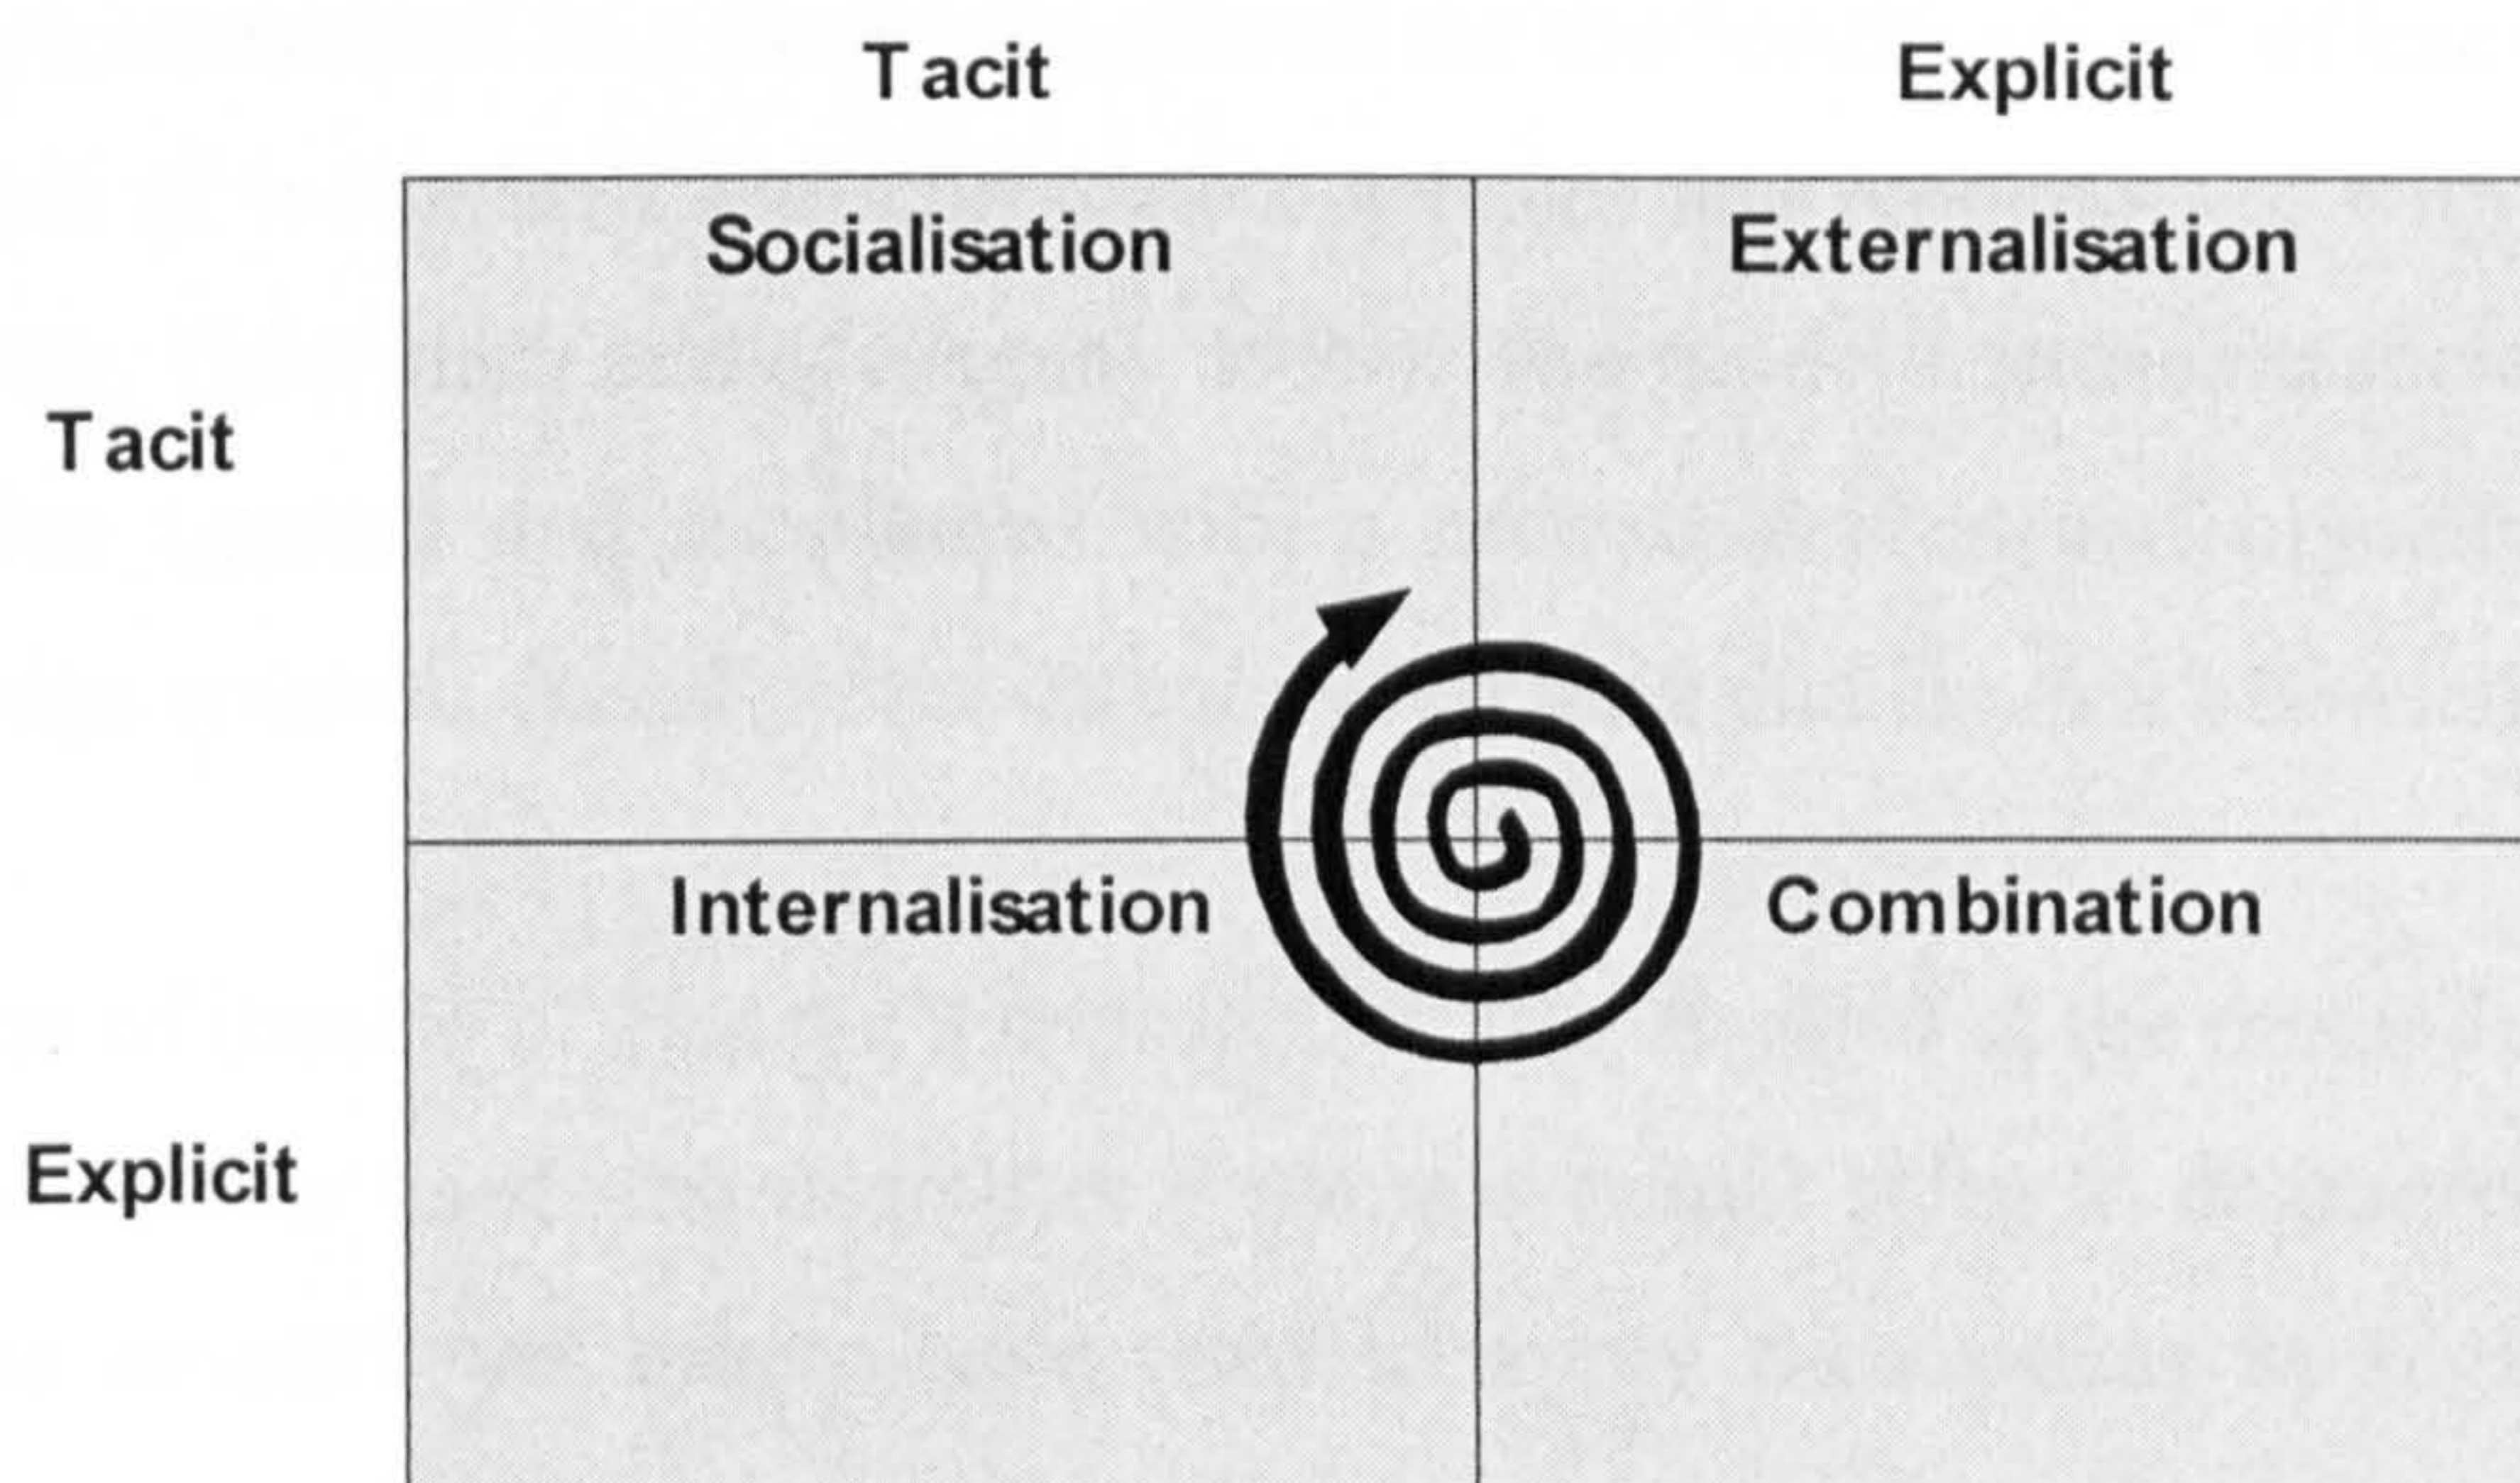 Tacit Explicit
Socialisation Externalisation
Tacit
Internalisation Combination
Explicit